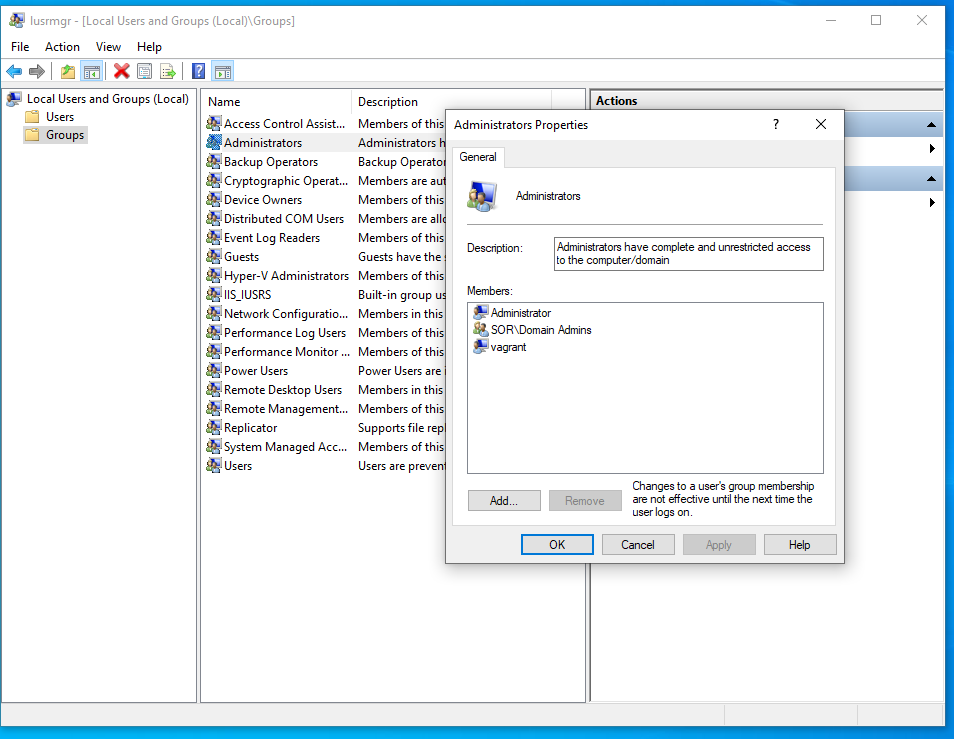 lusrmgr - [Local Users and Groups (Local)\Groups]
File Action View Help
Local Users and Groups (Local)
Users
Groups
Name Description
Access Control Assist... Members of this
Administrators Administrators h
Backup Operators Backup Operator
Cryptographic Operat... Members are aut
Device Owners Members of this
Distributed COM Users Members are allo
Event Log Readers Members of this
Guests Guests have the s
Hyper-V Administrators Members of this
IIS_IUSRS Built-in group us
Network Configuratio... Members in this
Performance Log Users Members of this
Performance Monitor ... Members of this
Power Users Power Users are i
Remote Desktop Users Members in this
Remote Management... Members of this
Replicator Supports file repl
System Managed Acc... Members of this
Users Users are prevent
Actions
Administrators Properties
?
General
Administrators
Description:
Administrators have complete and unrestricted access
to the computer/domain
Members:
Administrator
SOR\Domain Admins
vagrant
Add... Remove
Changes to a user's group membership
are not effective until the next time the
user logs on.
OK Cancel Apply Help